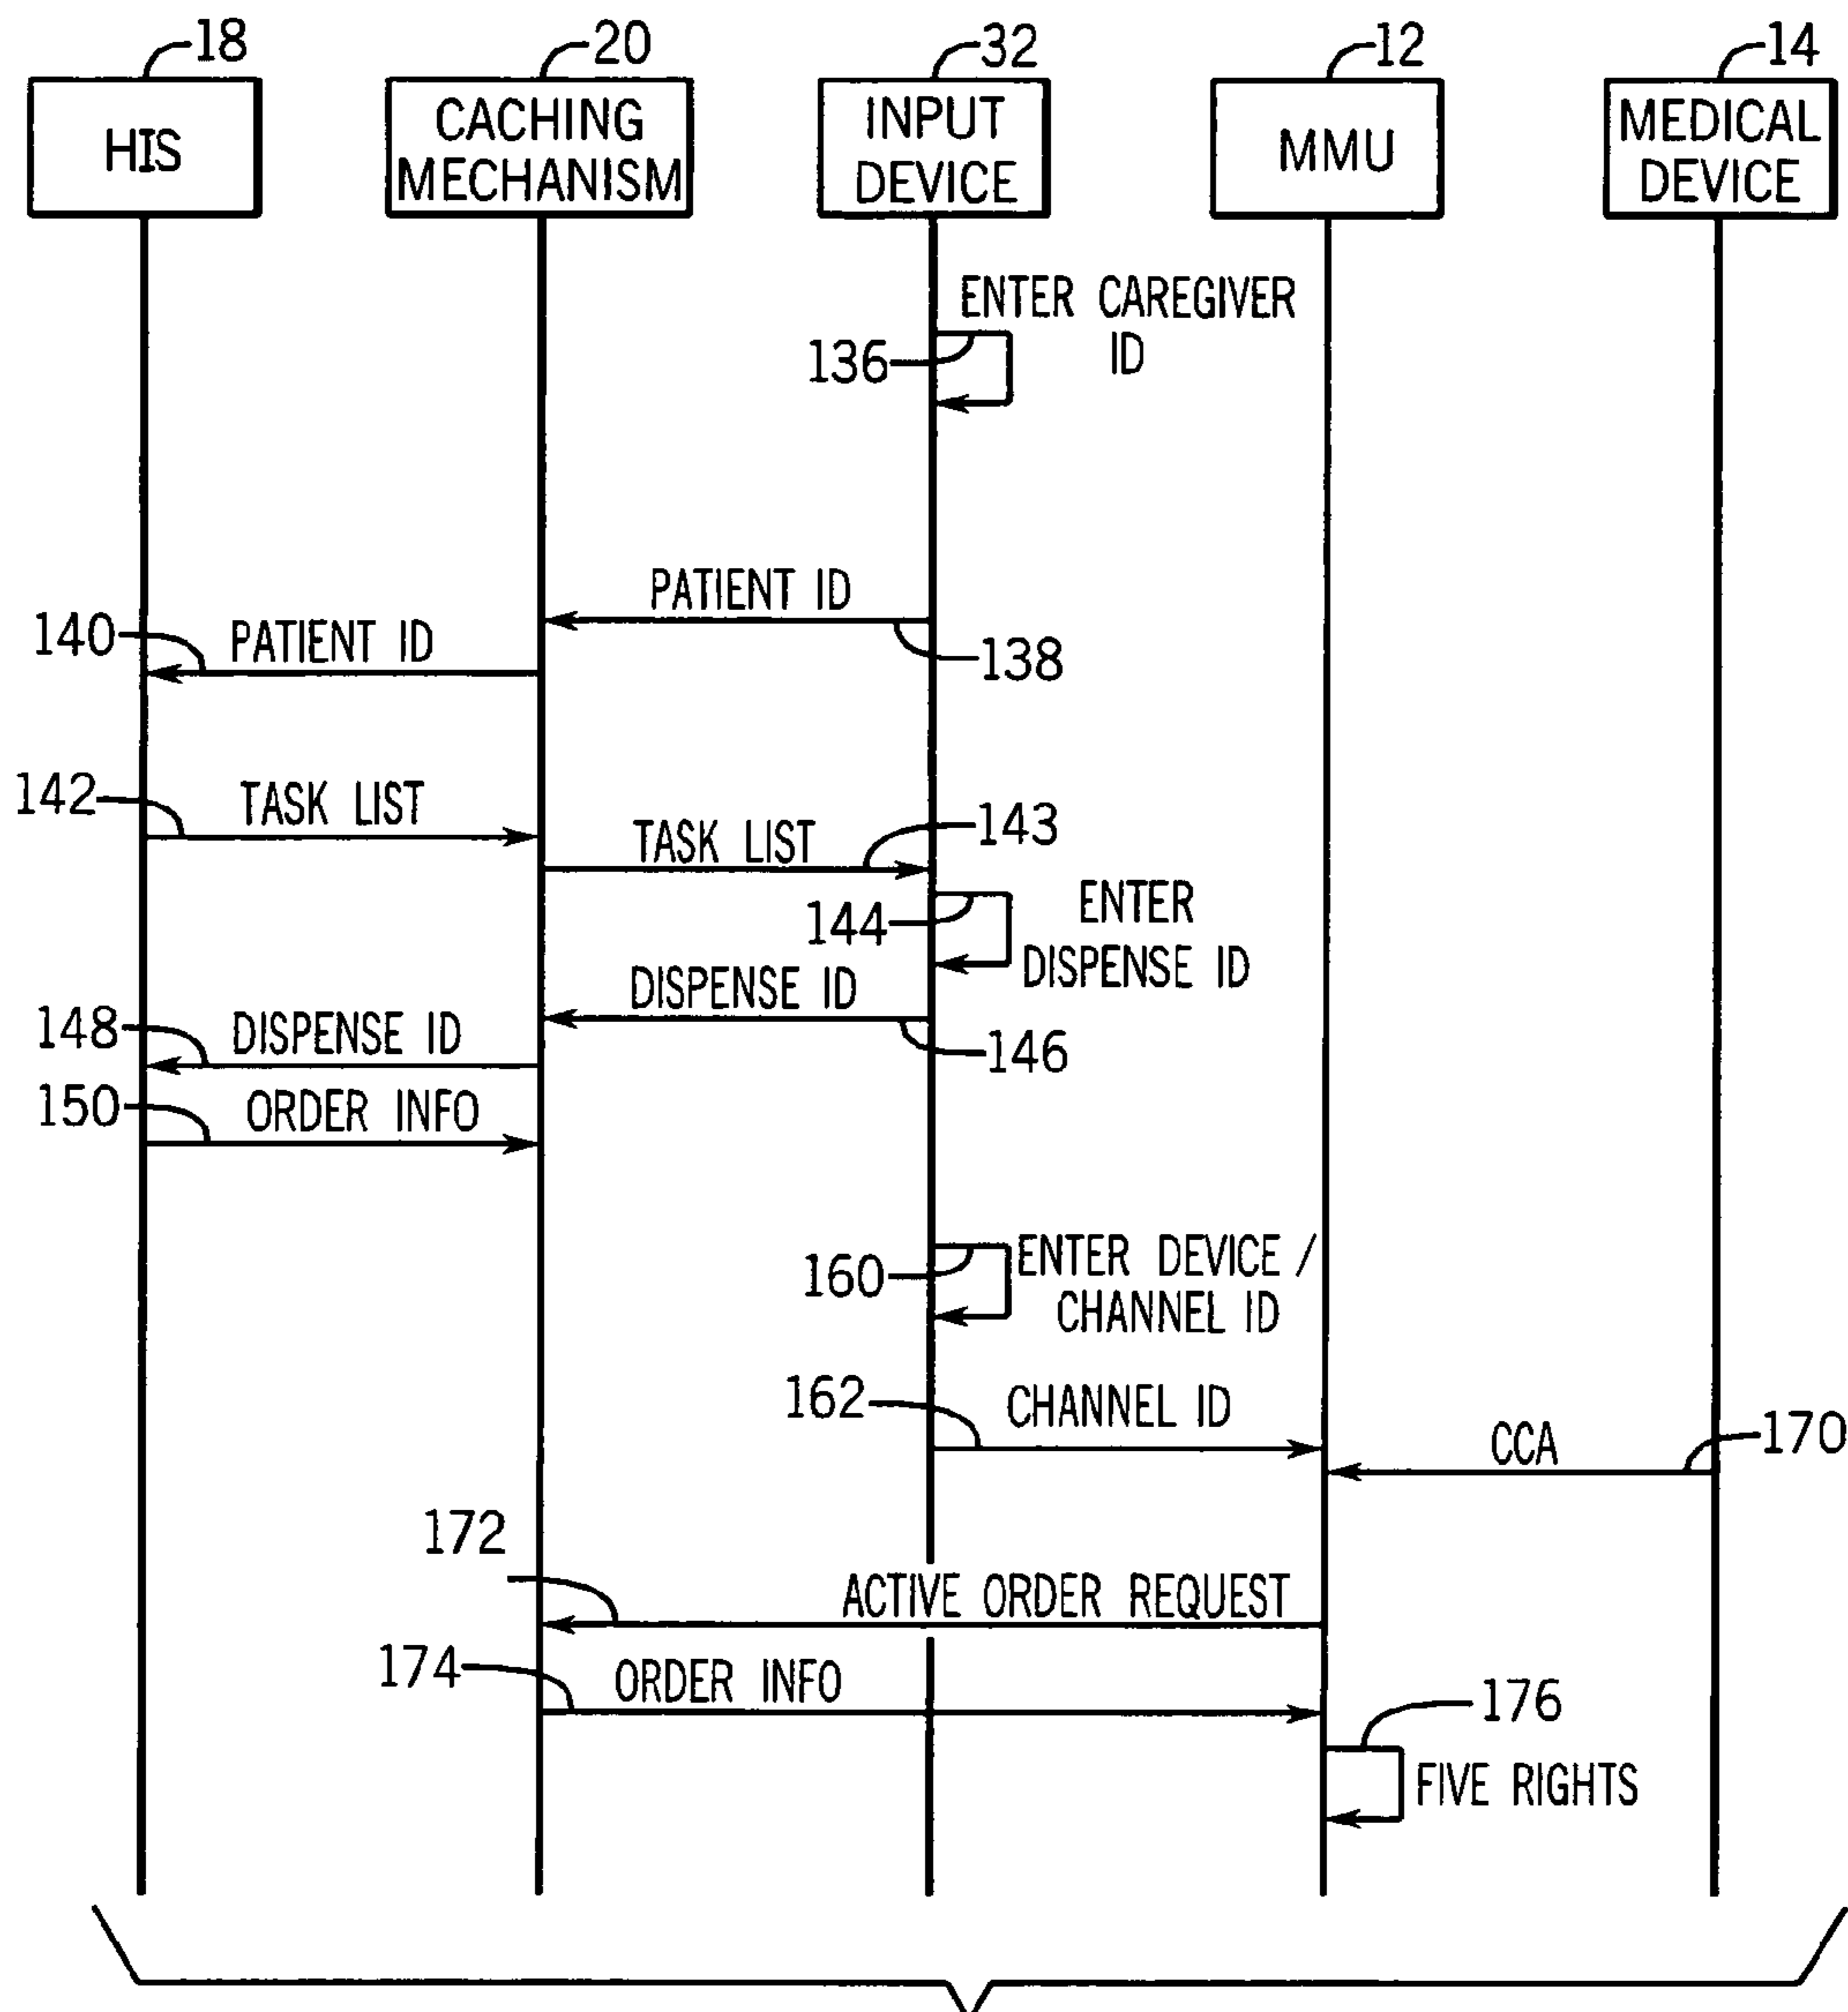 18
20
32
12
14
HIS
CACHING
MECHANISM
INPUT
DEVICE
MMU
MEDICAL
DEVICE
ENTER CAREGIVER
ID
136
PATIENT ID
138
140
PATIENT ID
142
TASK LIST
TASK LIST
143
144
ENTER
DISPENSE ID
DISPENSE ID
146
148
DISPENSE ID
150
ORDER INFO
160
ENTER DEVICE /
CHANNEL ID
162
CHANNEL ID
CCA
170
172
ACTIVE ORDER REQUEST
174
ORDER INFO
176
FIVE RIGHTS